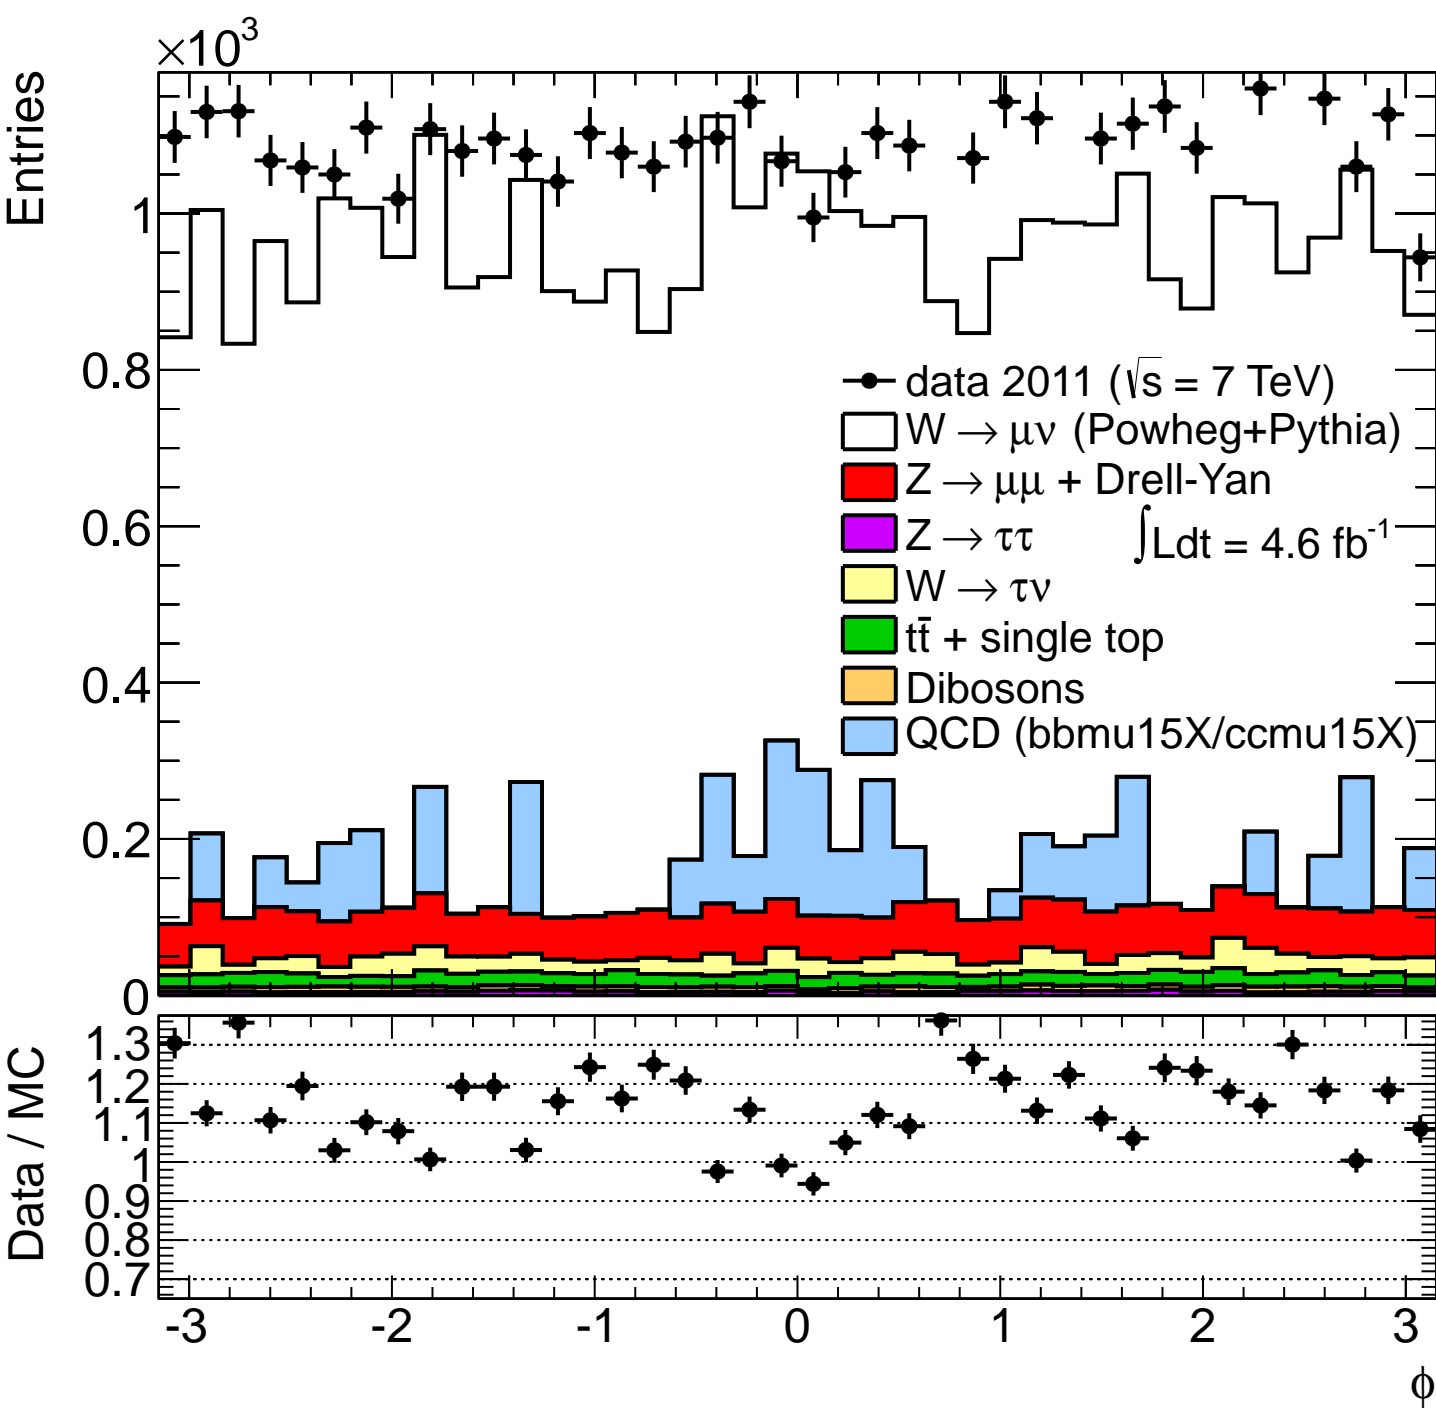 ×10³
Entries
1
0.8
0.6
0.4
0.2
0
data 2011 (√s = 7 TeV)
W → μν (Powheg+Pythia)
Z → μμ + Drell-Yan
Z → ττ
∫Ldt = 4.6 fb⁻¹
W → τν
tt̄ + single top
Dibosons
QCD (bbmu15X/ccmu15X)
Data / MC
1.3
1.2
1.1
1
0.9
0.8
0.7
-3 -2 -1 0 1 2 3
ϕ